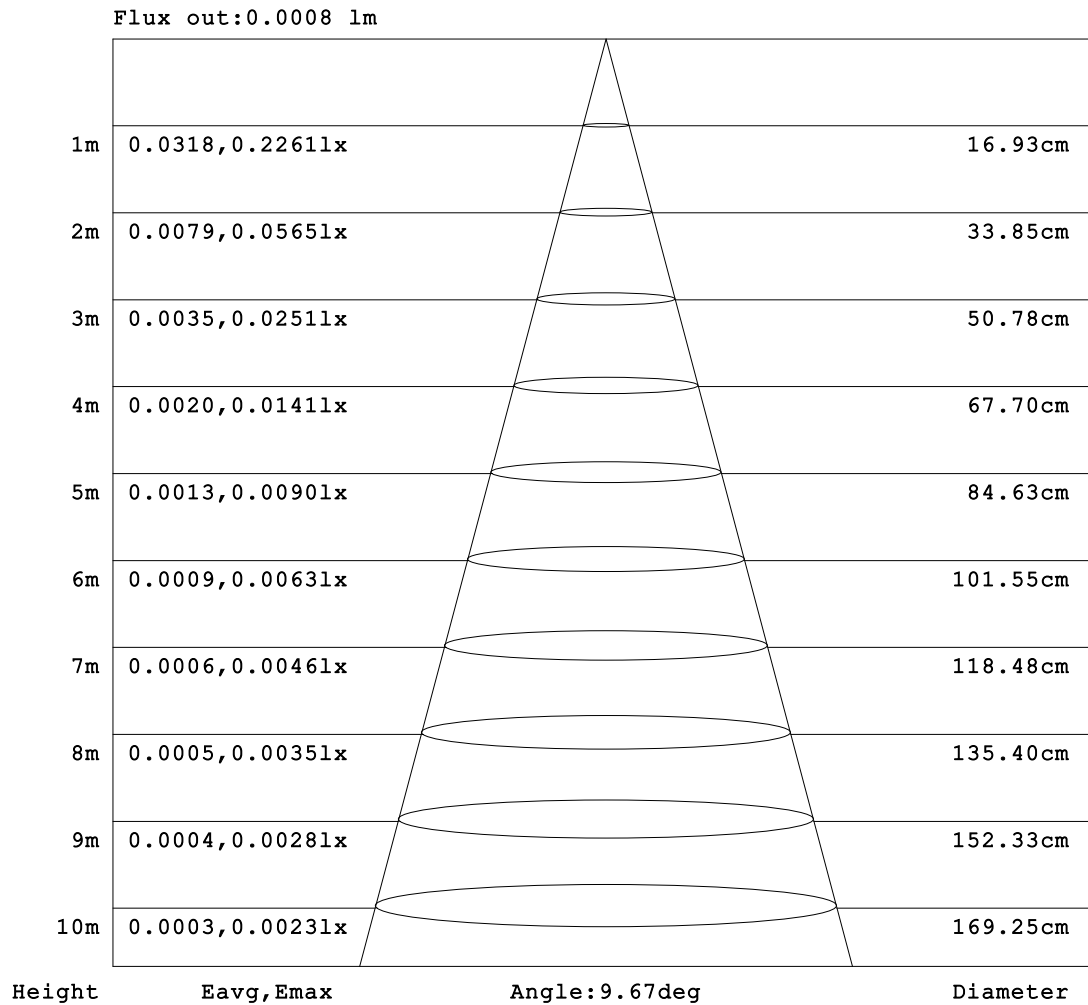 Flux out:0.0008 lm
1m 0.0318,0.2261lx 16.93cm
2m 0.0079,0.0565lx 33.85cm
3m 0.0035,0.0251lx 50.78cm
4m 0.0020,0.0141lx 67.70cm
5m 0.0013,0.0090lx 84.63cm
6m 0.0009,0.0063lx 101.55cm
7m 0.0006,0.0046lx 118.48cm
8m 0.0005,0.0035lx 135.40cm
9m 0.0004,0.0028lx 152.33cm
10m 0.0003,0.0023lx 169.25cm
Height Eavg,Emax Angle:9.67deg Diameter